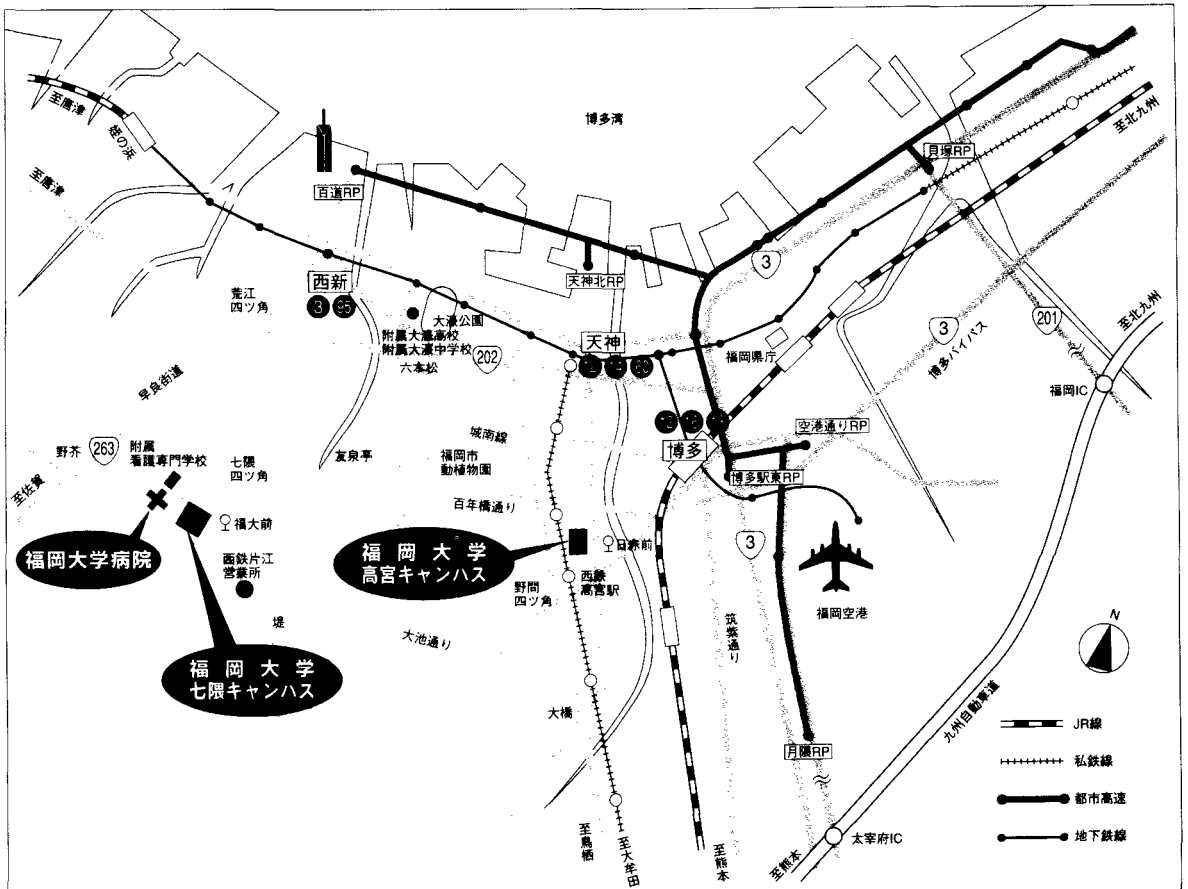 博多湾
至唐津
姪の浜
至唐津
百道RP
貝塚RP
至北九州
天神北RP
3
西新
3 95
荒江
四ツ角
大濠公園
附属大濠高校
附属大濠中学校
六本松
202
天神
福岡県庁
3
博多バイパス
201
至北九州
福岡IC
早良街道
城南線
博多
空港通りRP
博多駅東RP
野芥
263
附属
看護専門学校
七隈
四ツ角
友泉亭
福岡市
動植物園
至佐賀
百年橋通り
福大前
福岡大学病院
西鉄片江
営業所
福岡大学
高宮キャンパス
日赤前
3
野間
四ツ角
西鉄
高宮駅
福岡空港
堤
大池通り
筑紫通り
N
福岡大学
七隈キャンパス
大橋
月隈RP
九州自動車道
JR線
私鉄線
都市高速
地下鉄線
太宰府IC
至鳥栖
至大牟田
至熊本
至熊本